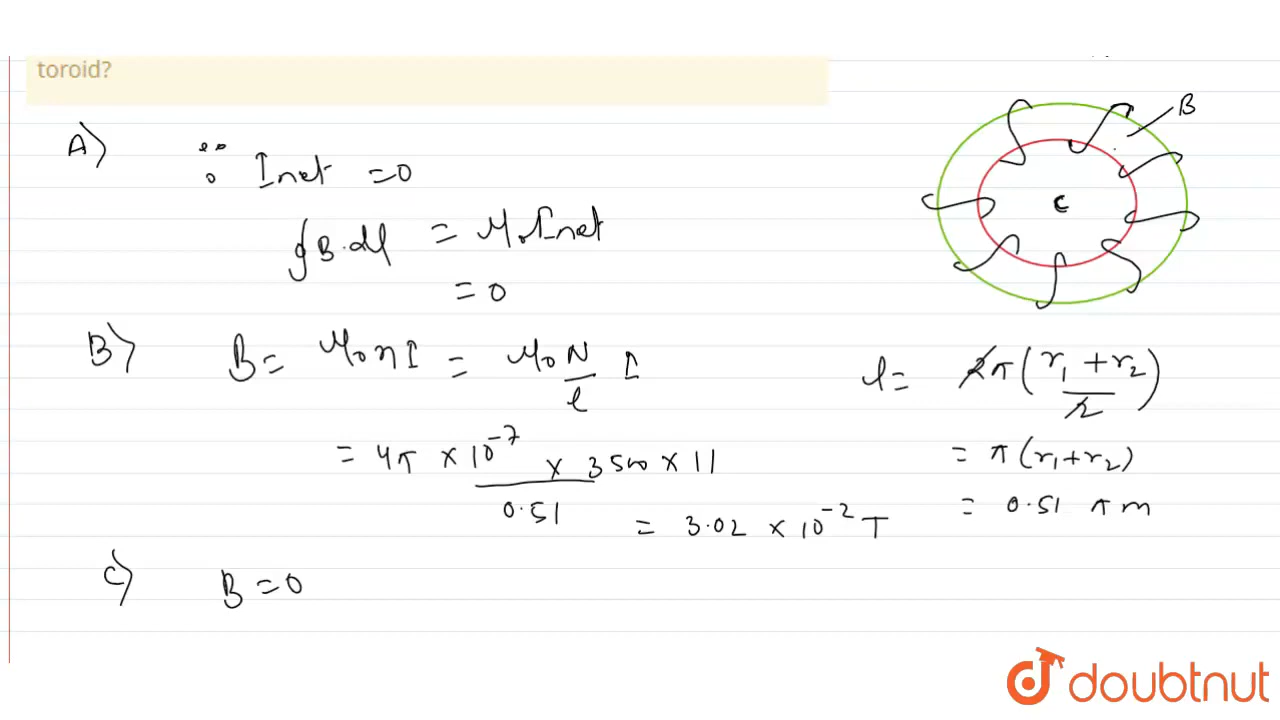 toroid?
A) ∵ Inet = 0
∮B·dl = μ₀Inet
= 0
B
c
B) B = μ₀nI = μ₀ N/l I
= 4π × 10⁻⁷ × 3500 × 11 / 0.51
= 3.02 × 10⁻² T
l = 2π(r₁ + r₂ / 2)
= π(r₁+r₂)
= 0.51 π m
C) B = 0
doubtnut